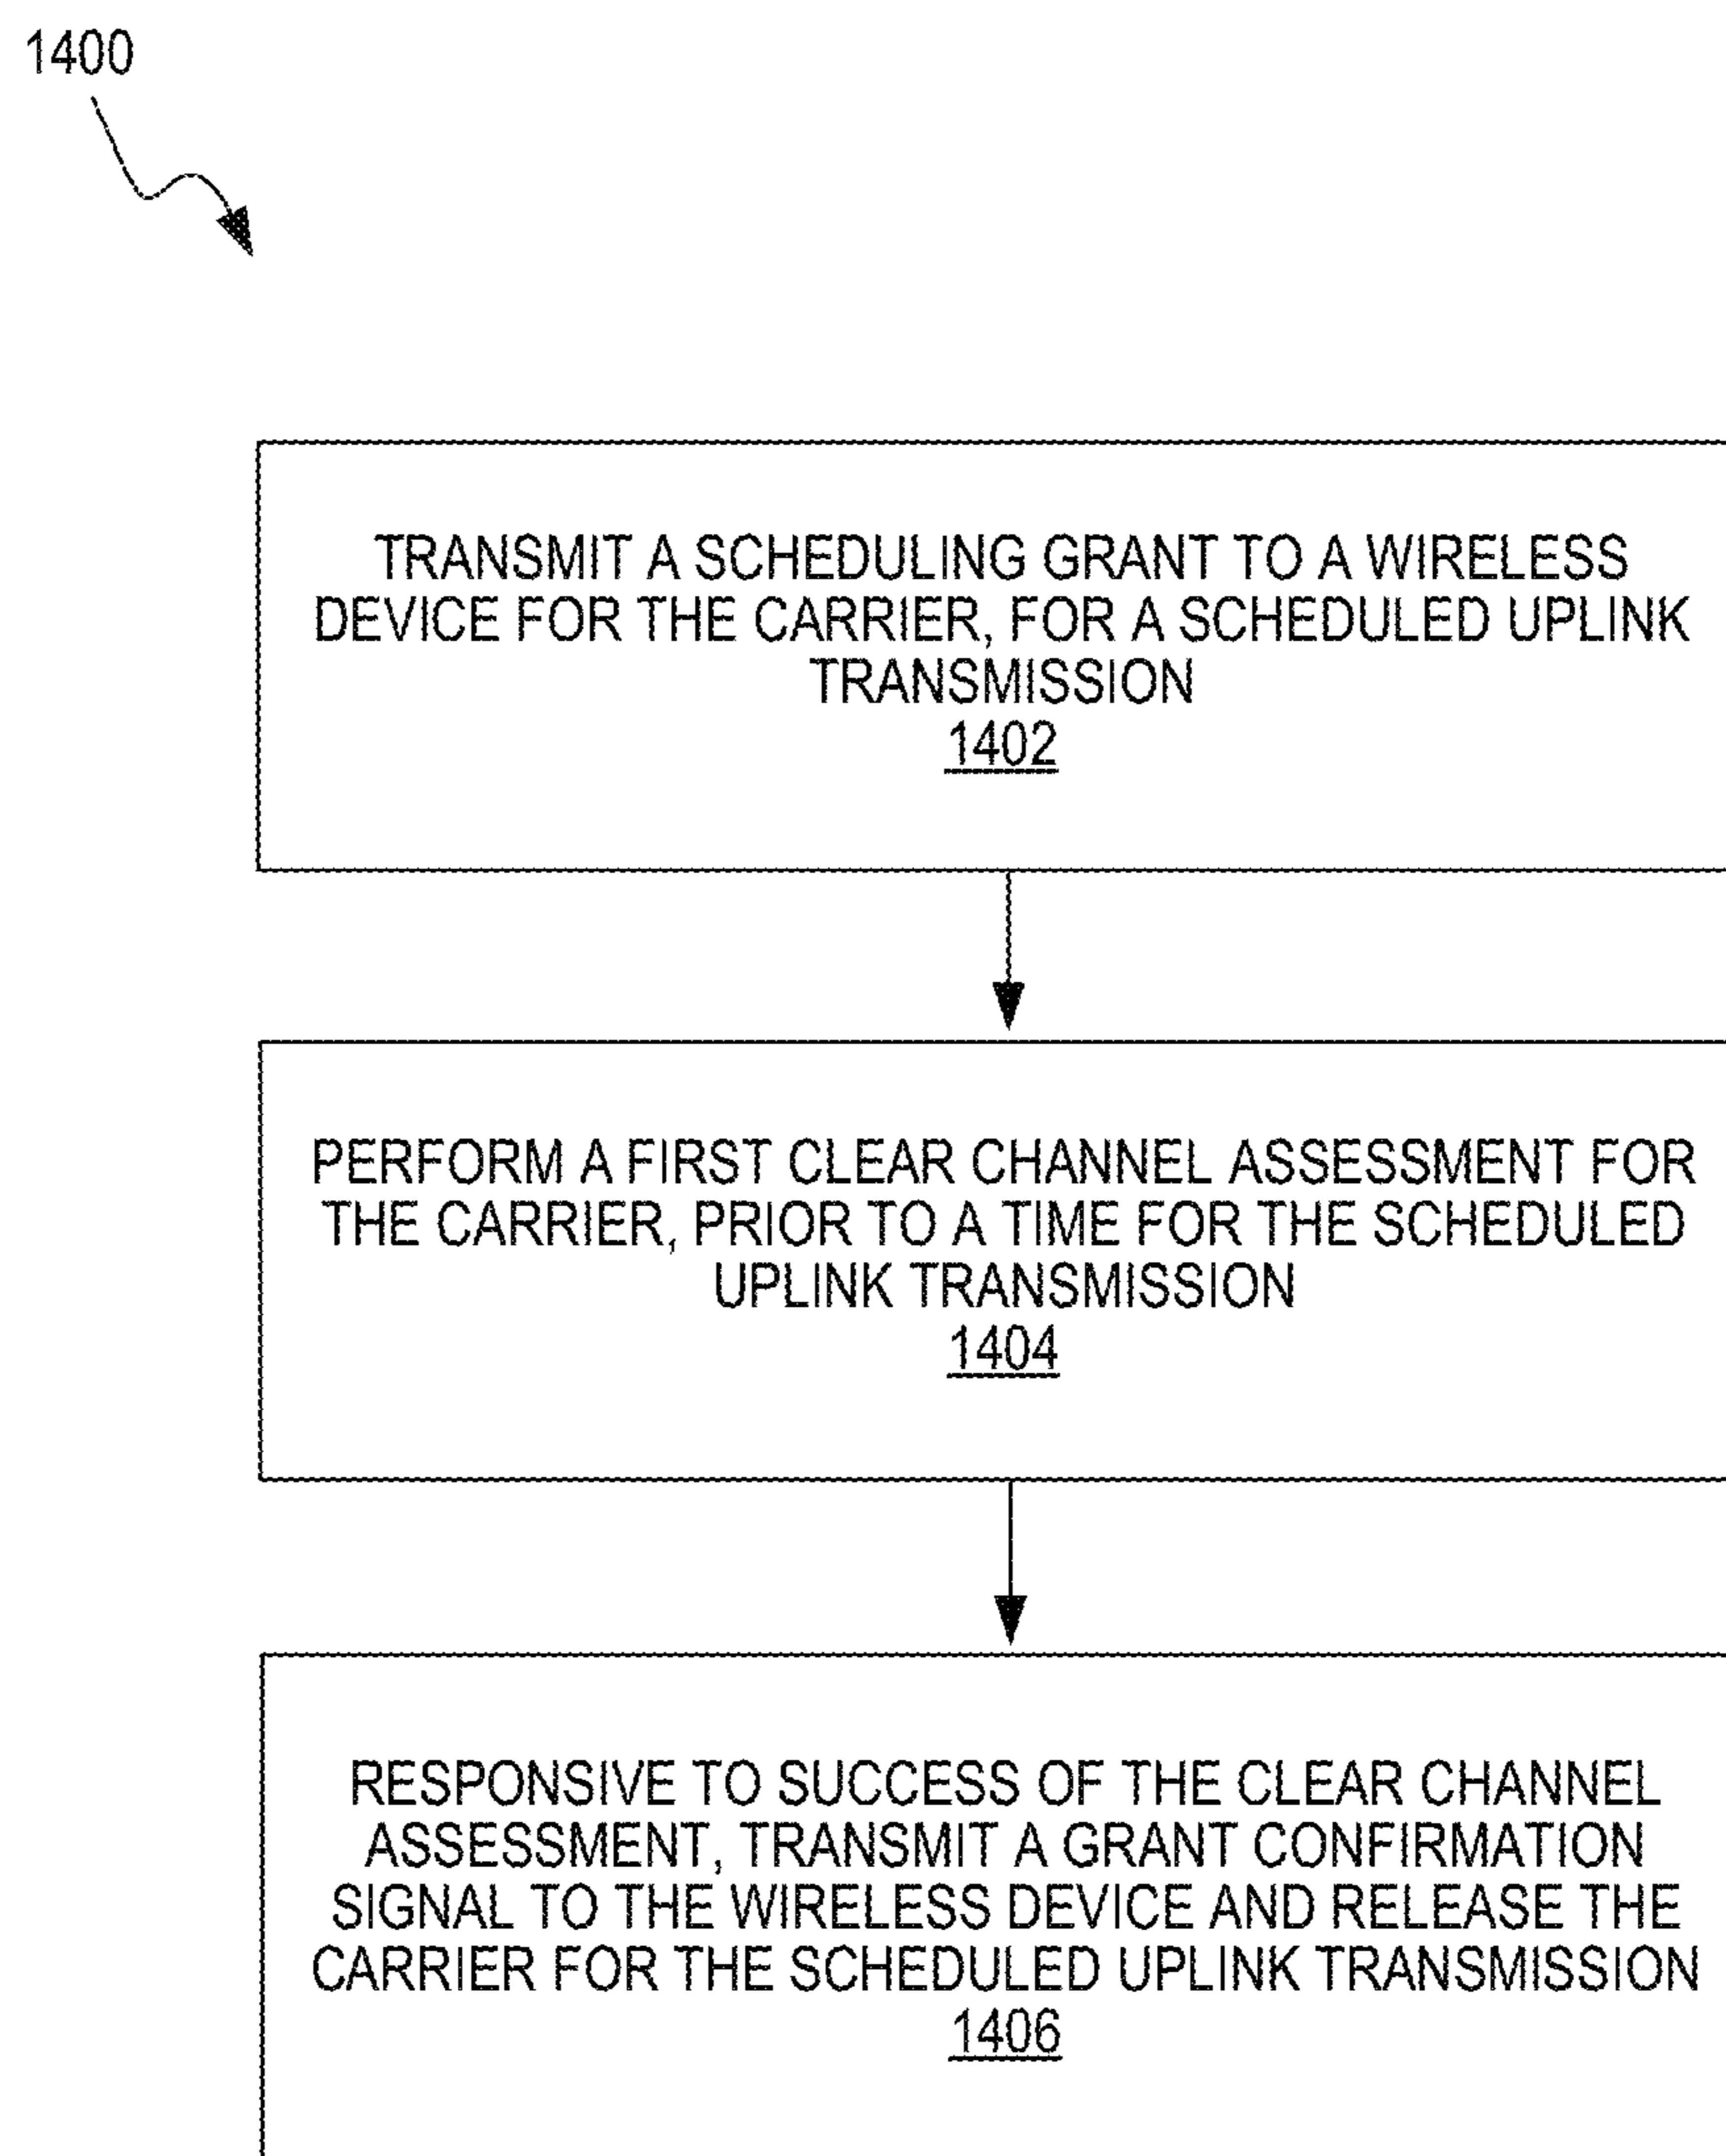 1400
TRANSMIT A SCHEDULING GRANT TO A WIRELESS
DEVICE FOR THE CARRIER, FOR A SCHEDULED UPLINK
TRANSMISSION
1402
PERFORM A FIRST CLEAR CHANNEL ASSESSMENT FOR
THE CARRIER, PRIOR TO A TIME FOR THE SCHEDULED
UPLINK TRANSMISSION
1404
RESPONSIVE TO SUCCESS OF THE CLEAR CHANNEL
ASSESSMENT, TRANSMIT A GRANT CONFIRMATION
SIGNAL TO THE WIRELESS DEVICE AND RELEASE THE
CARRIER FOR THE SCHEDULED UPLINK TRANSMISSION
1406